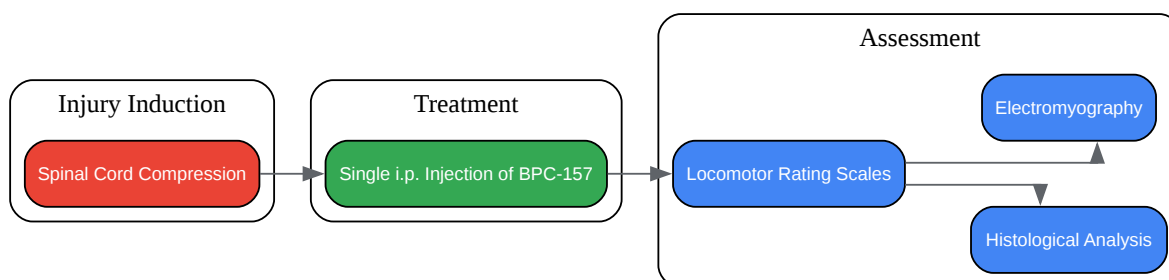 Assessment
Injury Induction
Treatment
Electromyography
Spinal Cord Compression
Single i.p. Injection of BPC-157
Locomotor Rating Scales
Histological Analysis